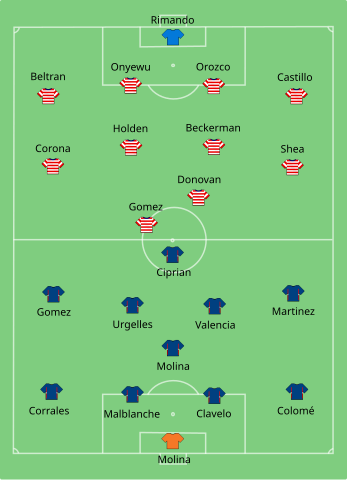 Rimando
Onyewu Orozco
Beltran Castillo
Holden Beckerman
Corona Shea
Donovan
Gomez
Ciprian
Gomez Martinez
Urgelles Valencia
Molina
Corrales Malblanche Clavelo Colomé
Molina